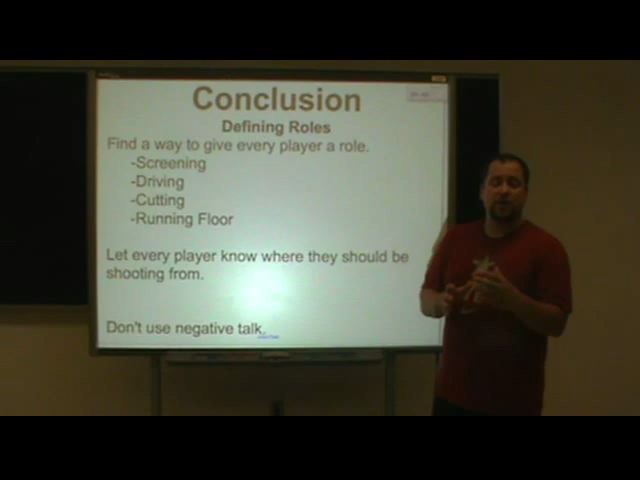 Conclusion
Defining Roles
Find a way to give every player a role.
-Screening
-Driving
-Cutting
-Running Floor
Let every player know where they should be
shooting from.
Don't use negative talk.